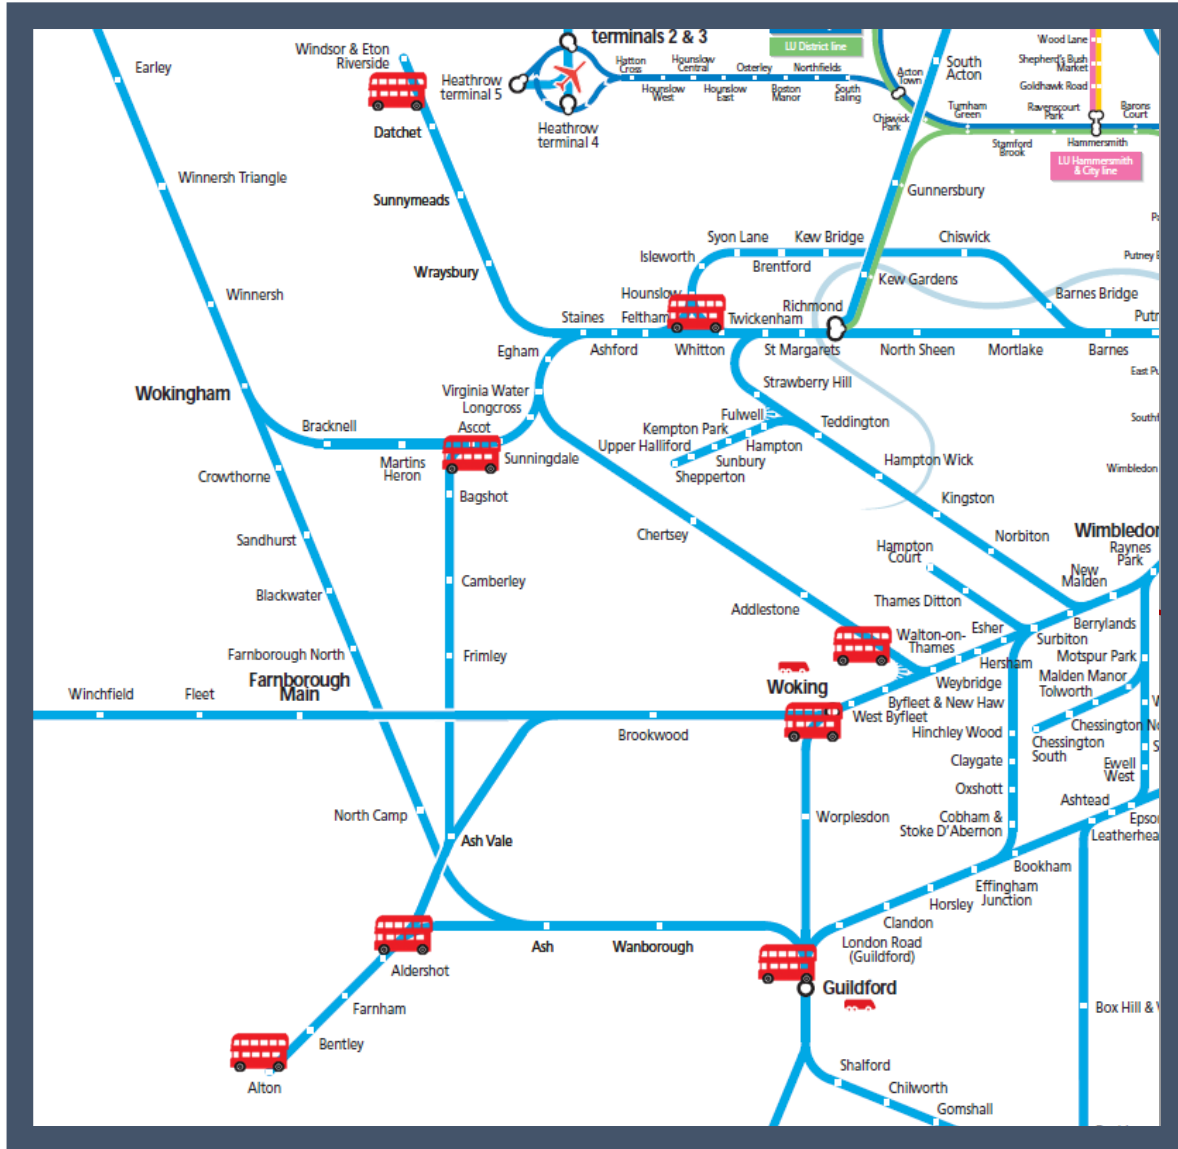 terminals 2 & 3
LU District line
Windsor & Eton
Riverside
Earley
Heathrow
terminal 5
Heathrow
terminal 4
Hatton
Cross
Hounslow
Central
Osterley
Northfields
Hounslow
West
Hounslow
East
Boston
Manor
South
Ealing
Acton
Town
South
Acton
Wood Lane
Shepherd's Bush
Market
Goldhawk Road
Chiswick
Park
Turnham
Green
Ravenscourt
Park
Barons
Court
Stamford
Brook
Hammersmith
LU Hammersmith
& City line
Datchet
Winnersh Triangle
Sunnymeads
Gunnersbury
Wraysbury
Syon Lane
Kew Bridge
Chiswick
Isleworth
Brentford
Kew Gardens
Winnersh
Hounslow
Richmond
Barnes Bridge
Staines
Feltham
Twickenham
Egham
Ashford
Whitton
St Margarets
North Sheen
Mortlake
Barnes
Wokingham
Virginia Water
Longcross
Strawberry Hill
Bracknell
Ascot
Fulwell
Teddington
Kempton Park
Upper Halliford
Hampton
Sunbury
Shepperton
Martins
Heron
Sunningdale
Hampton Wick
Wimbledon
Crowthorne
Bagshot
Kingston
Sandhurst
Chertsey
Norbiton
Wimbledon
Hampton
Court
Raynes
Park
New
Malden
Blackwater
Camberley
Addlestone
Thames Ditton
Berrylands
Esher
Surbiton
Walton-on-
Thames
Hersham
Motspur Park
Farnborough North
Frimley
Weybridge
Malden Manor
Tolworth
Winchfield
Fleet
Farnborough
Main
Woking
Byfleet & New Haw
West Byfleet
Brookwood
Hinchley Wood
Chessington No
Chessington
South
Claygate
Ewell
West
Oxshott
Ashtead
North Camp
Worplesdon
Cobham &
Stoke D'Abernon
Epso
Leatherhea
Ash Vale
Bookham
Effingham
Junction
Horsley
Clandon
Ash
Wanborough
London Road
(Guildford)
Aldershot
Guildford
Farnham
Box Hill &
Bentley
Shalford
Alton
Chilworth
Gomshall